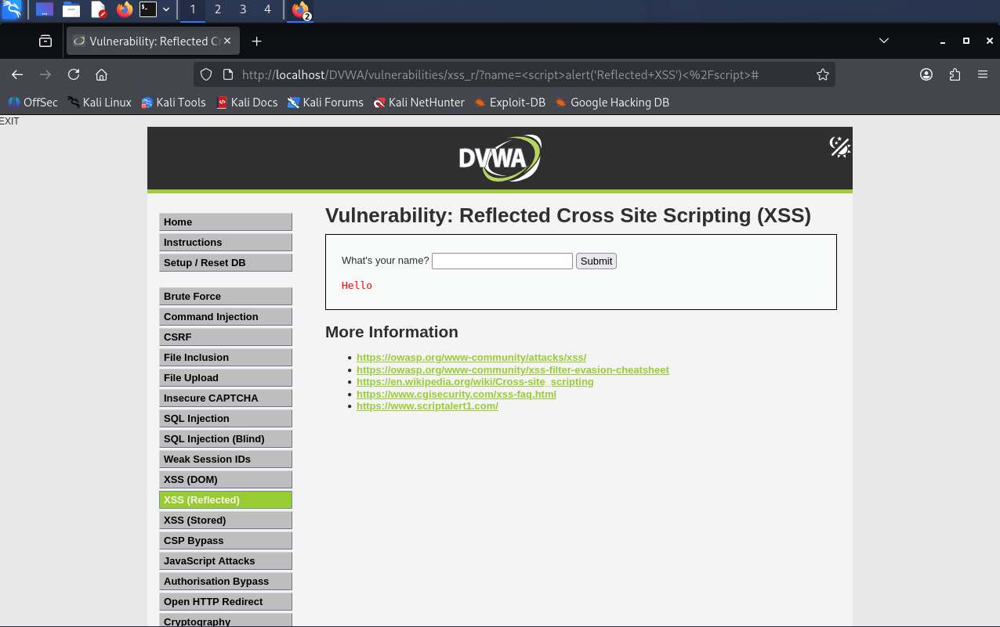 1 2 3 4 2
Vulnerability: Reflected C
http://localhost/DVWA/vulnerabilities/xss_r/?name=<script>alert('Reflected+XSS')<%2Fscript>#
OffSec Kali Linux Kali Tools Kali Docs Kali Forums Kali NetHunter Exploit-DB Google Hacking DB
EXIT
DVWA
Vulnerability: Reflected Cross Site Scripting (XSS)
Home
Instructions
Setup / Reset DB
Brute Force
Command Injection
CSRF
File Inclusion
File Upload
Insecure CAPTCHA
SQL Injection
SQL Injection (Blind)
Weak Session IDs
XSS (DOM)
XSS (Reflected)
XSS (Stored)
CSP Bypass
JavaScript Attacks
Authorisation Bypass
Open HTTP Redirect
Cryptography
What's your name? Submit
Hello
More Information
https://owasp.org/www-community/attacks/xss/
https://owasp.org/www-community/xss-filter-evasion-cheatsheet
https://en.wikipedia.org/wiki/Cross-site_scripting
https://www.cgisecurity.com/xss-faq.html
https://www.scriptalert1.com/